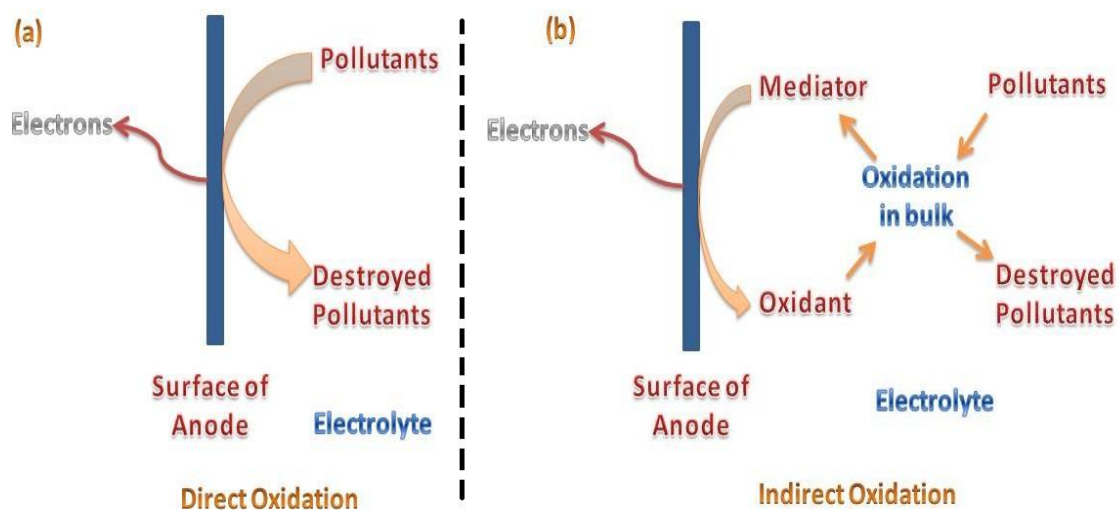 (a)
Pollutants
Electrons
Destroyed
Pollutants
Surface of
Anode
Electrolyte
Direct Oxidation
(b)
Mediator
Pollutants
Electrons
Oxidation
in bulk
Oxidant
Destroyed
Pollutants
Surface of
Anode
Electrolyte
Indirect Oxidation